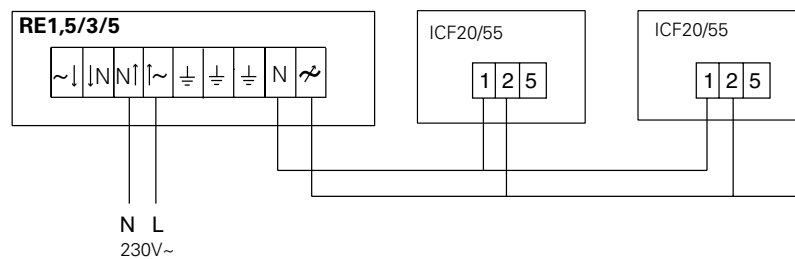 RE1,5/3/5
ICF20/55
ICF20/55
~↓ ↓N N↑ ↑~ ⏚ ⏚ ⏚ N
1 2 5
1 2 5
N L
230V~